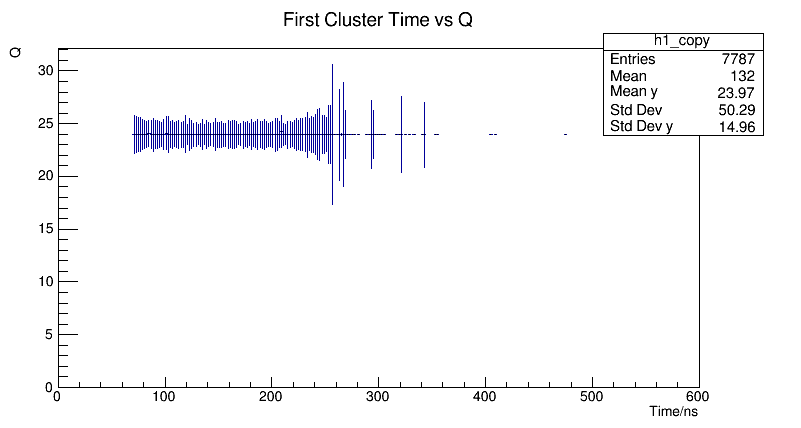 First Cluster Time vs Q
h1_copy
Entries 7787
Mean 132
Mean y 23.97
Std Dev 50.29
Std Dev y 14.96
Q
30
25
20
15
10
5
0
0 100 200 300 400 500 600
Time/ns